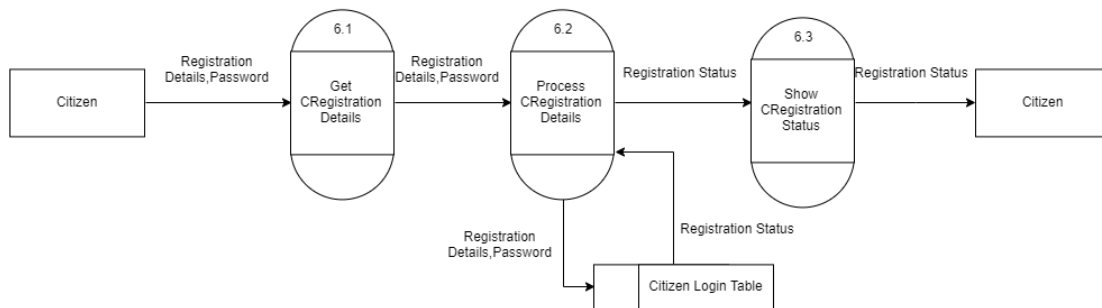 6.1
6.2
6.3
Registration
Details,Password
Registration
Details,Password
Registration Status
Registration Status
Citizen
Get
CRegistration
Details
Process
CRegistration
Details
Show
CRegistration
Status
Citizen
Registration
Details,Password
Registration Status
Citizen Login Table